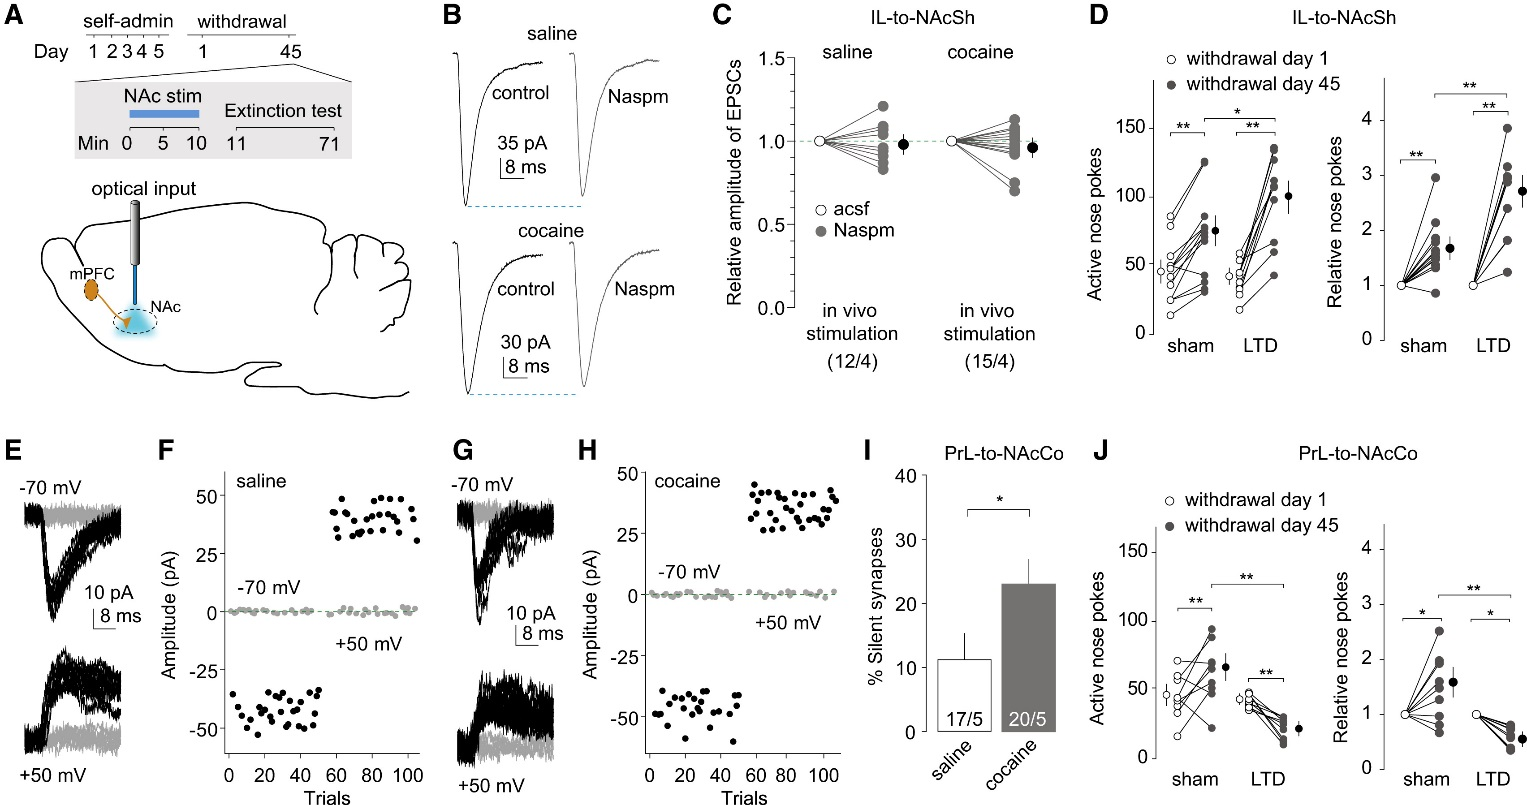 A
self-admin withdrawal
Day 1 2 3 4 5 1 45
NAc stim
Extinction test
Min 0 5 10 11 71
optical input
mPFC
NAc
B
saline
control
Naspm
35 pA
8 ms
cocaine
control
Naspm
30 pA
8 ms
C
IL-to-NAcSh
saline cocaine
Relative amplitude of EPSCs
1.5
1.0
0.5
0.0
acsf
Naspm
in vivo
stimulation
(12/4)
in vivo
stimulation
(15/4)
D
IL-to-NAcSh
withdrawal day 1
withdrawal day 45
Active nose pokes
150
100
50
0
** * **
sham LTD
Relative nose pokes
4
3
2
1
0
** ** **
sham LTD
E
-70 mV
10 pA
8 ms
+50 mV
F
saline
Amplitude (pA)
50
25
0
-25
-50
-70 mV
+50 mV
0 20 40 60 80 100
Trials
G
-70 mV
10 pA
8 ms
+50 mV
H
cocaine
Amplitude (pA)
50
25
0
-25
-50
-70 mV
+50 mV
0 20 40 60 80 100
Trials
I
PrL-to-NAcCo
% Silent synapses
40
30
20
10
0
*
17/5 20/5
saline cocaine
J
PrL-to-NAcCo
withdrawal day 1
withdrawal day 45
Active nose pokes
150
100
50
0
** ** **
sham LTD
Relative nose pokes
4
3
2
1
0
* ** *
sham LTD